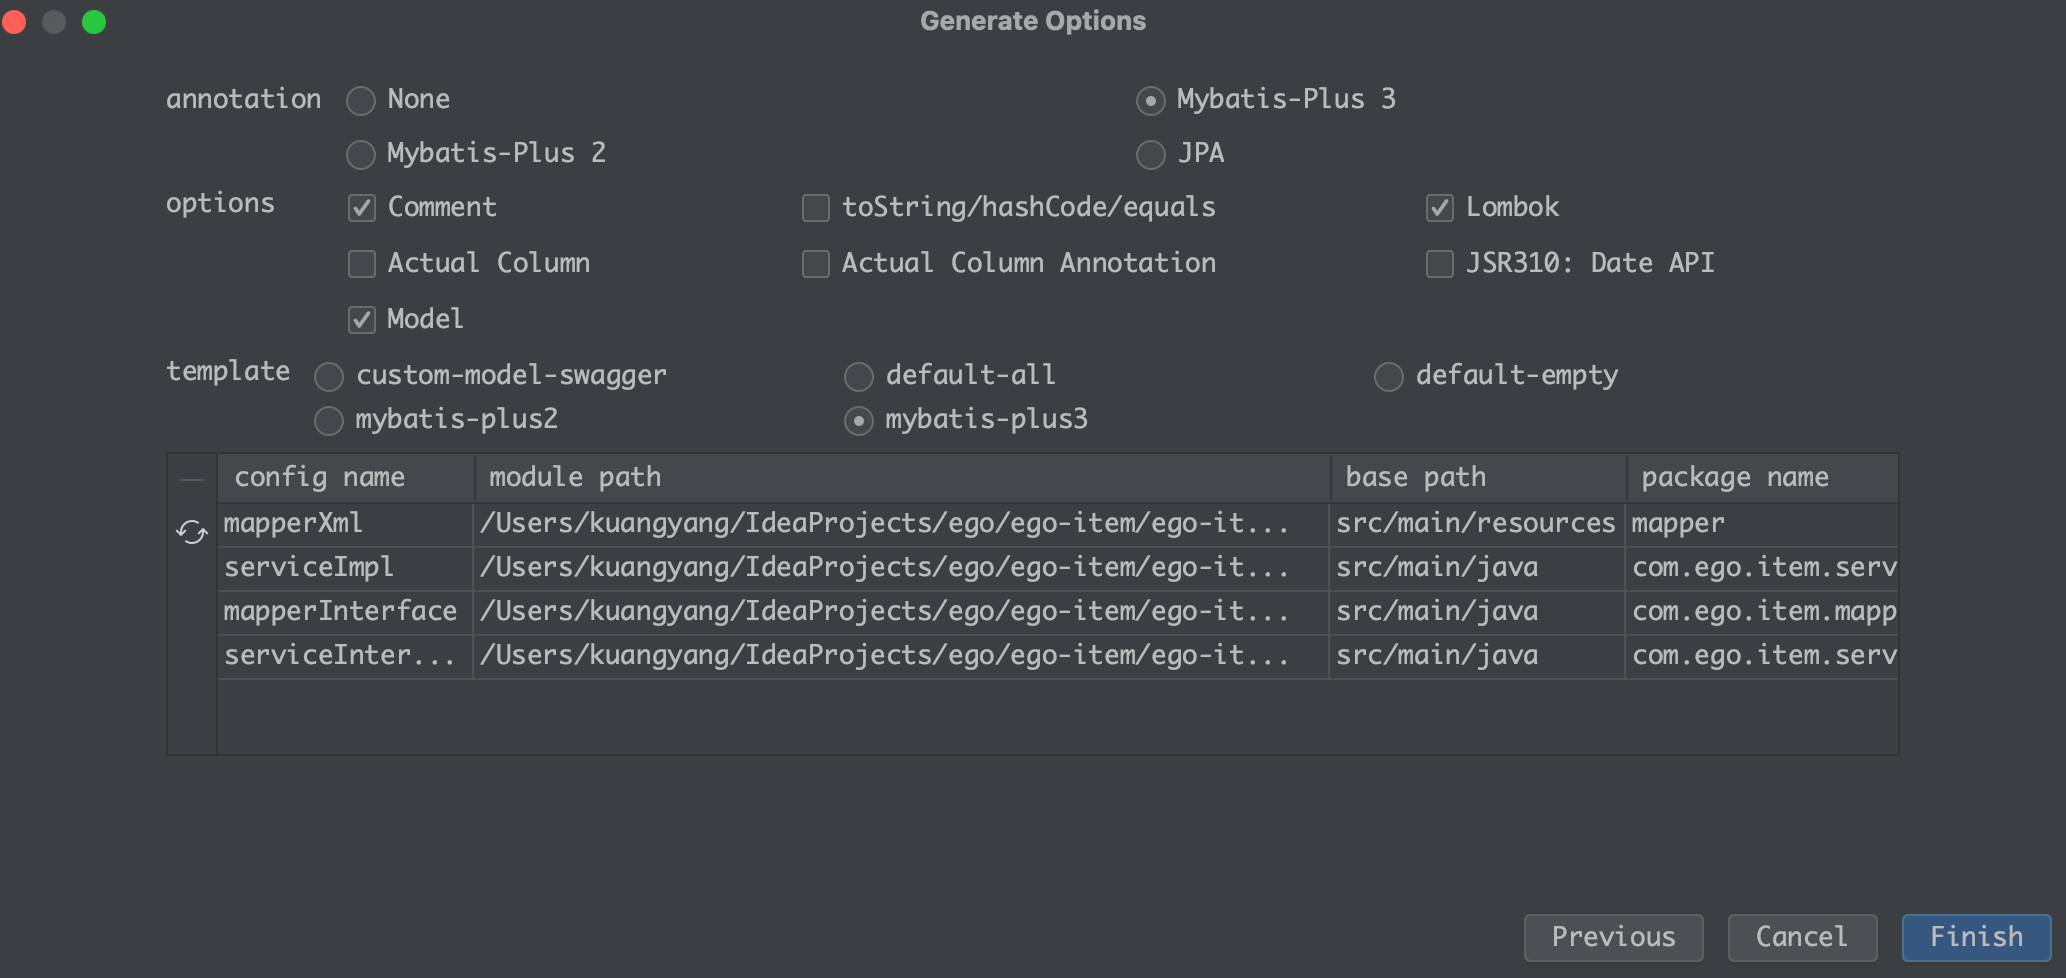 Generate Options
annotation None Mybatis-Plus 3
Mybatis-Plus 2 JPA
options Comment toString/hashCode/equals Lombok
Actual Column Actual Column Annotation JSR310: Date API
Model
template custom-model-swagger default-all default-empty
mybatis-plus2 mybatis-plus3
config name module path base path package name
mapperXml /Users/kuangyang/IdeaProjects/ego/ego-item/ego-it... src/main/resources mapper
serviceImpl /Users/kuangyang/IdeaProjects/ego/ego-item/ego-it... src/main/java com.ego.item.serv
mapperInterface /Users/kuangyang/IdeaProjects/ego/ego-item/ego-it... src/main/java com.ego.item.mapp
serviceInter... /Users/kuangyang/IdeaProjects/ego/ego-item/ego-it... src/main/java com.ego.item.serv
Previous Cancel Finish